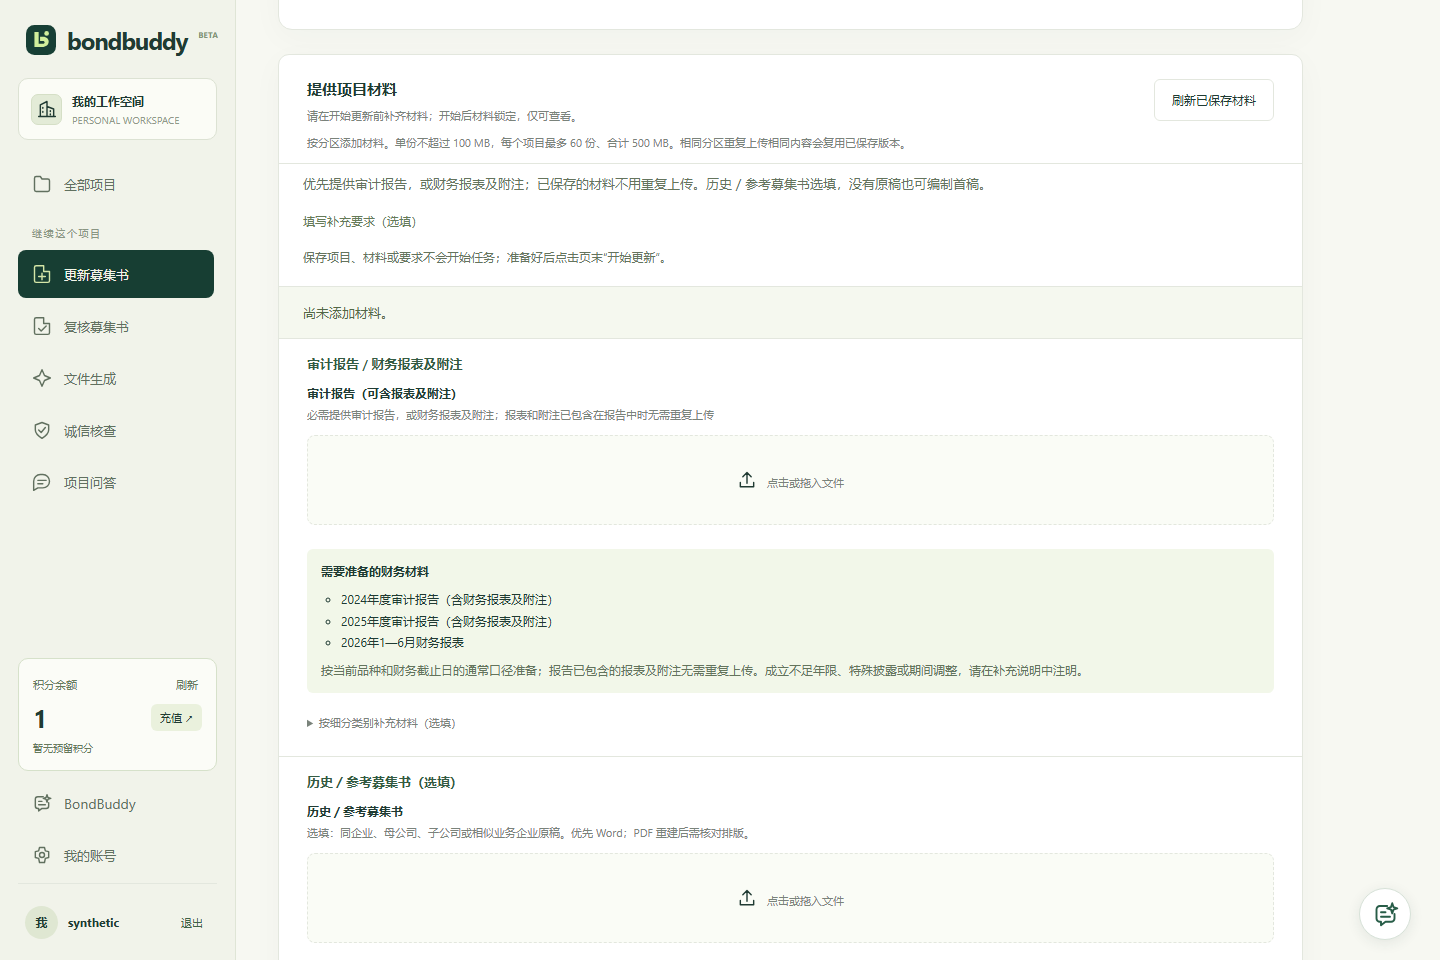 bondbuddy BETA
我的工作空间
PERSONAL WORKSPACE
全部项目
继续这个项目
更新募集书
复核募集书
文件生成
诚信核查
项目问答
积分余额 刷新
1 充值 ↗
暂无预留积分
BondBuddy
我的账号
我 synthetic 退出
提供项目材料
请在开始更新前补齐材料；开始后材料锁定，仅可查看。
刷新已保存材料
按分区添加材料。单份不超过 100 MB，每个项目最多 60 份、合计 500 MB。相同分区重复上传相同内容会复用已保存版本。
优先提供审计报告，或财务报表及附注；已保存的材料不用重复上传。历史 / 参考募集书选填，没有原稿也可编制首稿。
填写补充要求（选填）
保存项目、材料或要求不会开始任务；准备好后点击页末“开始更新”。
尚未添加材料。
审计报告 / 财务报表及附注
审计报告（可含报表及附注）
必需提供审计报告，或财务报表及附注；报表和附注已包含在报告中时无需重复上传
点击或拖入文件
需要准备的财务材料
2024年度审计报告（含财务报表及附注）
2025年度审计报告（含财务报表及附注）
2026年1—6月财务报表
按当前品种和财务截止日的通常口径准备；报告已包含的报表及附注无需重复上传。成立不足年限、特殊披露或期间调整，请在补充说明中注明。
按细分类别补充材料（选填）
历史 / 参考募集书（选填）
历史 / 参考募集书
选填：同企业、母公司、子公司或相似业务企业原稿。优先 Word；PDF 重建后需核对排版。
点击或拖入文件